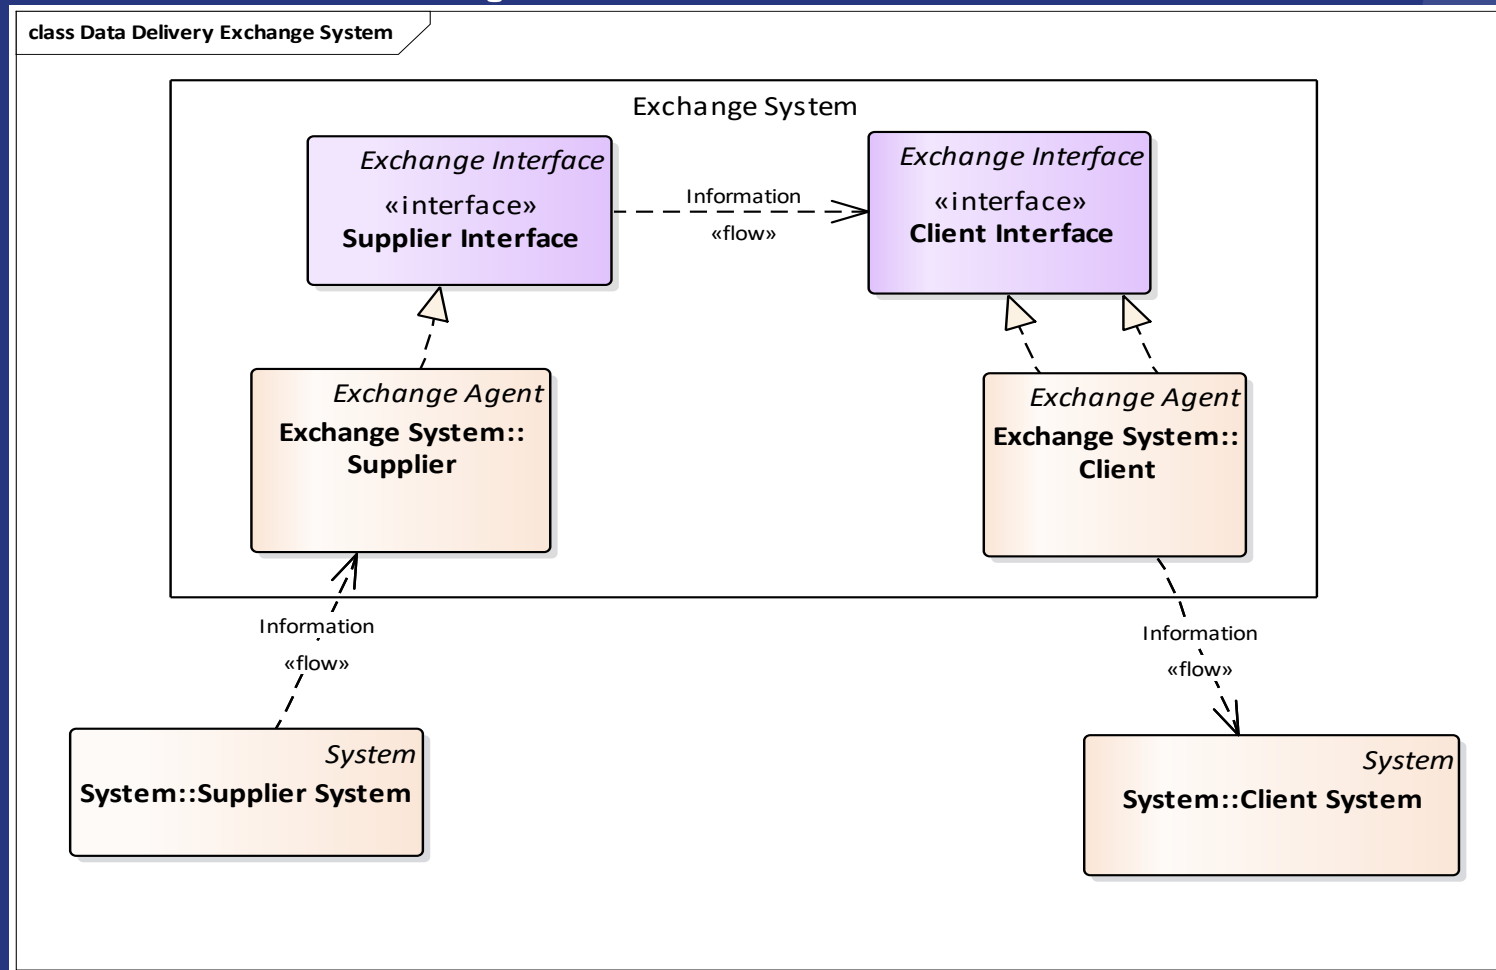 class Data Delivery Exchange System
Exchange System
Exchange Interface
«interface»
Supplier Interface
Information
«flow»
Exchange Interface
«interface»
Client Interface
Exchange Agent
Exchange System::
Supplier
Exchange Agent
Exchange System::
Client
Information
«flow»
Information
«flow»
System
System::Supplier System
System
System::Client System